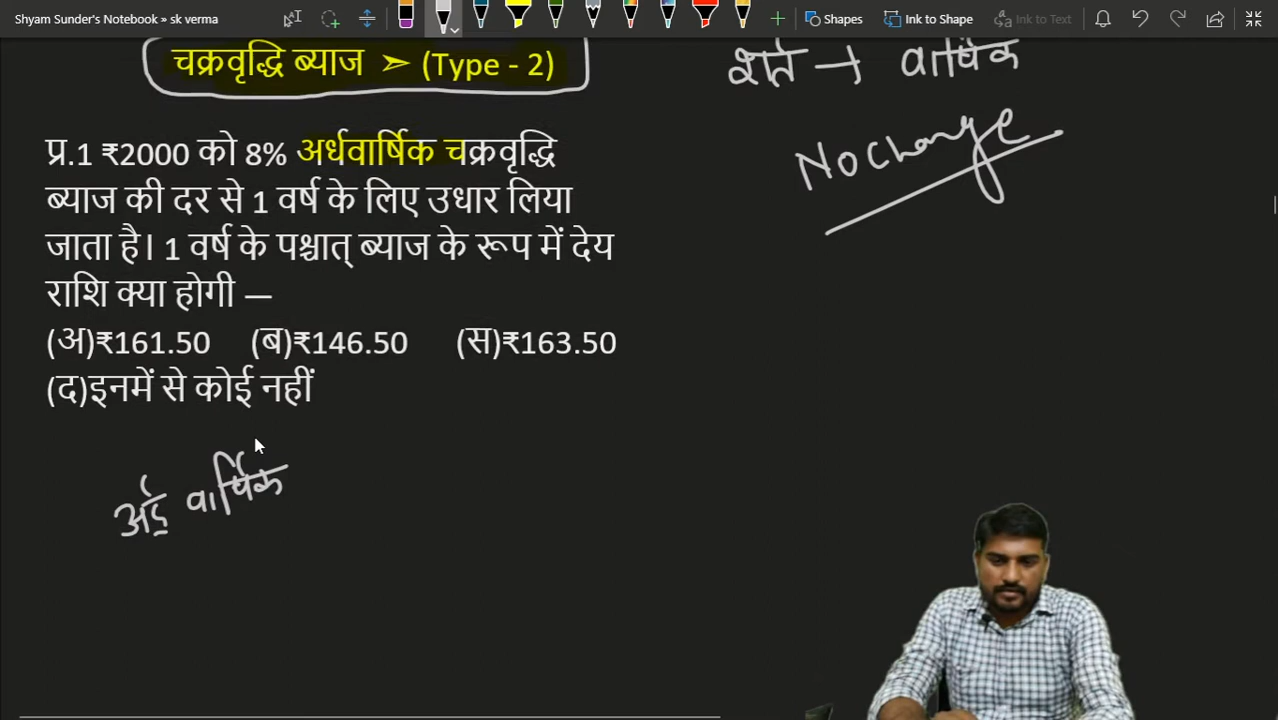 Shyam Sunder's Notebook » sk verma
Shapes
Ink to Shape
Ink to Text
चक्रवृद्धि ब्याज ➢ (Type - 2)
शर्त → वार्षिक
NoChange
प्र.1 ₹2000 को 8% अर्धवार्षिक चक्रवृद्धि
ब्याज की दर से 1 वर्ष के लिए उधार लिया
जाता है। 1 वर्ष के पश्चात् ब्याज के रूप में देय
राशि क्या होगी —
(अ)₹161.50 (ब)₹146.50 (स)₹163.50
(द)इनमें से कोई नहीं
अर्द्ध वार्षिक